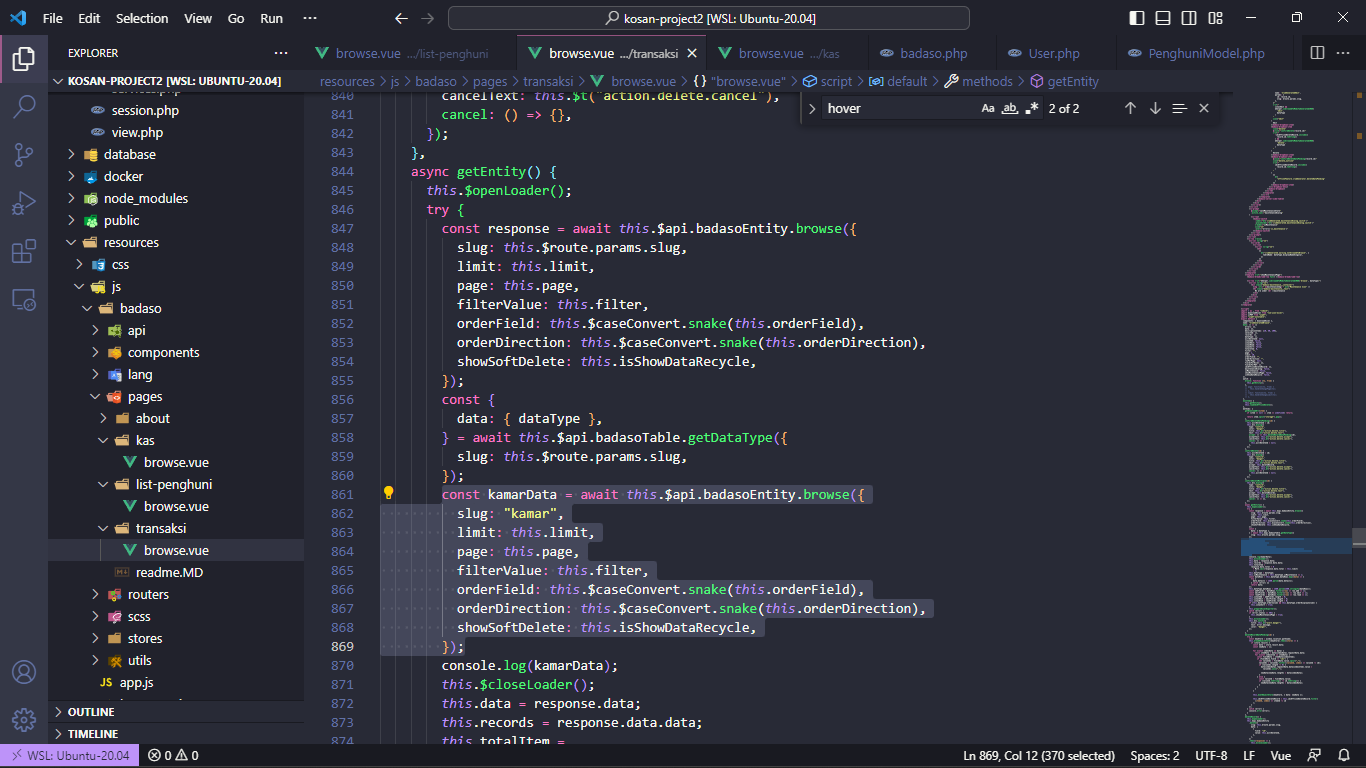 File Edit Selection View Go Run ··· kosan-project2 [WSL: Ubuntu-20.04]
EXPLORER ···
browse.vue .../list-penghuni browse.vue .../transaksi browse.vue .../kas badaso.php User.php PenghuniModel.php ···
KOSAN-PROJECT2 [WSL: UBUNTU-20.04]
resources > js > badaso > pages > transaksi > browse.vue > {} "browse.vue" > script > default > methods > getEntity
hover Aa ab .* 2 of 2
session.php
view.php
database
docker
node_modules
public
resources
css
js
badaso
api
components
lang
pages
about
kas
browse.vue
list-penghuni
browse.vue
transaksi
browse.vue
readme.MD
routers
scss
stores
utils
JS app.js
OUTLINE
TIMELINE
840 cancelText: this.$t("action.delete.cancel"),
841 cancel: () => {},
842 });
843 },
844 async getEntity() {
845 this.$openLoader();
846 try {
847 const response = await this.$api.badasoEntity.browse({
848 slug: this.$route.params.slug,
849 limit: this.limit,
850 page: this.page,
851 filterValue: this.filter,
852 orderField: this.$caseConvert.snake(this.orderField),
853 orderDirection: this.$caseConvert.snake(this.orderDirection),
854 showSoftDelete: this.isShowDataRecycle,
855 });
856 const {
857 data: { dataType },
858 } = await this.$api.badasoTable.getDataType({
859 slug: this.$route.params.slug,
860 });
861 const kamarData = await this.$api.badasoEntity.browse({
862 slug: "kamar",
863 limit: this.limit,
864 page: this.page,
865 filterValue: this.filter,
866 orderField: this.$caseConvert.snake(this.orderField),
867 orderDirection: this.$caseConvert.snake(this.orderDirection),
868 showSoftDelete: this.isShowDataRecycle,
869 });
870 console.log(kamarData);
871 this.$closeLoader();
872 this.data = response.data;
873 this.records = response.data.data;
874 this.totalItem =
WSL: Ubuntu-20.04 0 0 Ln 869, Col 12 (370 selected) Spaces: 2 UTF-8 LF Vue